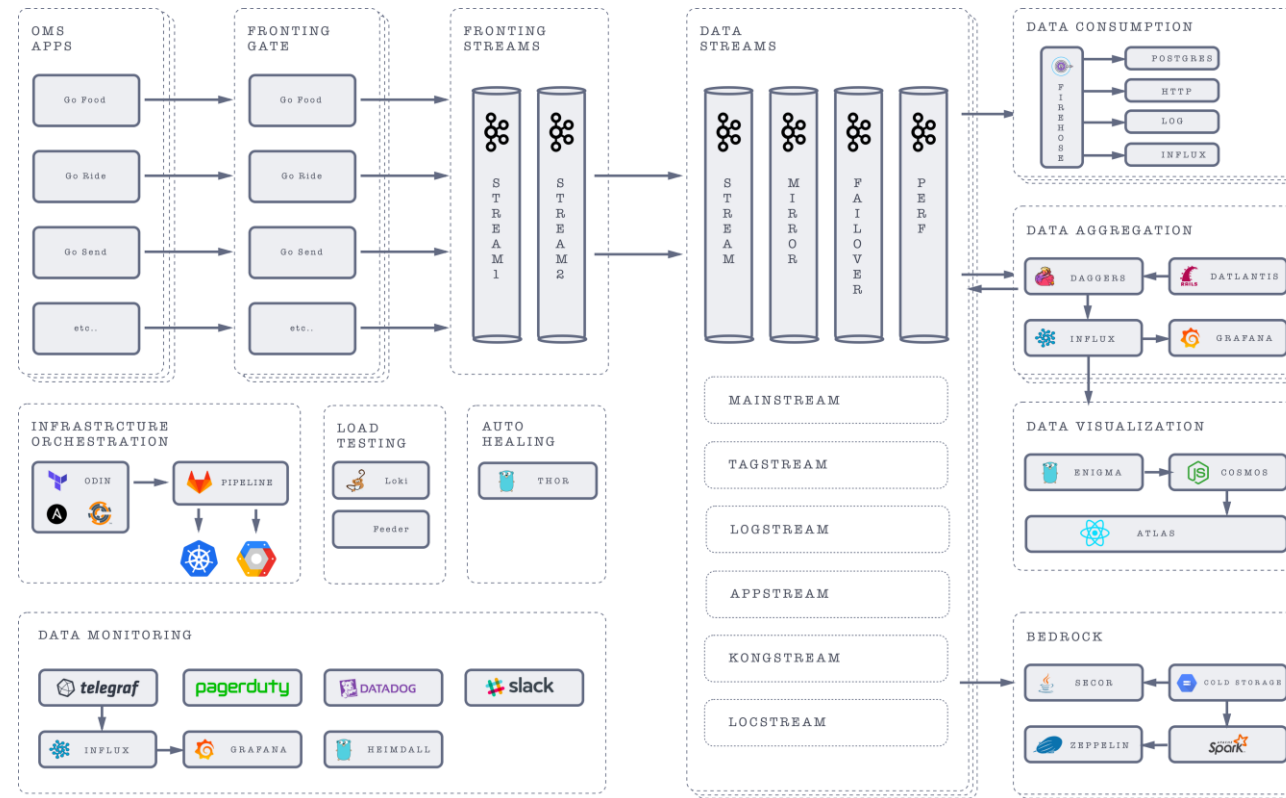 OMS
APPS
Go Food
Go Ride
Go Send
etc..
FRONTING
GATE
Go Food
Go Ride
Go Send
etc..
FRONTING
STREAMS
STREAM1
STREAM2
DATA
STREAMS
STREAM
MIRROR
FAILOVER
PERF
MAINSTREAM
TAGSTREAM
LOGSTREAM
APPSTREAM
KONGSTREAM
LOCSTREAM
DATA CONSUMPTION
FIREHOSE
POSTGRES
HTTP
LOG
INFLUX
DATA AGGREGATION
DAGGERS
RAILS
DATLANTIS
INFLUX
GRAFANA
DATA VISUALIZATION
ENIGMA
JS
COSMOS
ATLAS
BEDROCK
SECOR
COLD STORAGE
ZEPPELIN
APACHE
Spark
INFRASTRCTURE
ORCHESTRATION
ODIN
A
PIPELINE
LOAD
TESTING
Loki
Feeder
AUTO
HEALING
THOR
DATA MONITORING
telegraf
pagerduty
DATADOG
slack
INFLUX
GRAFANA
HEIMDALL